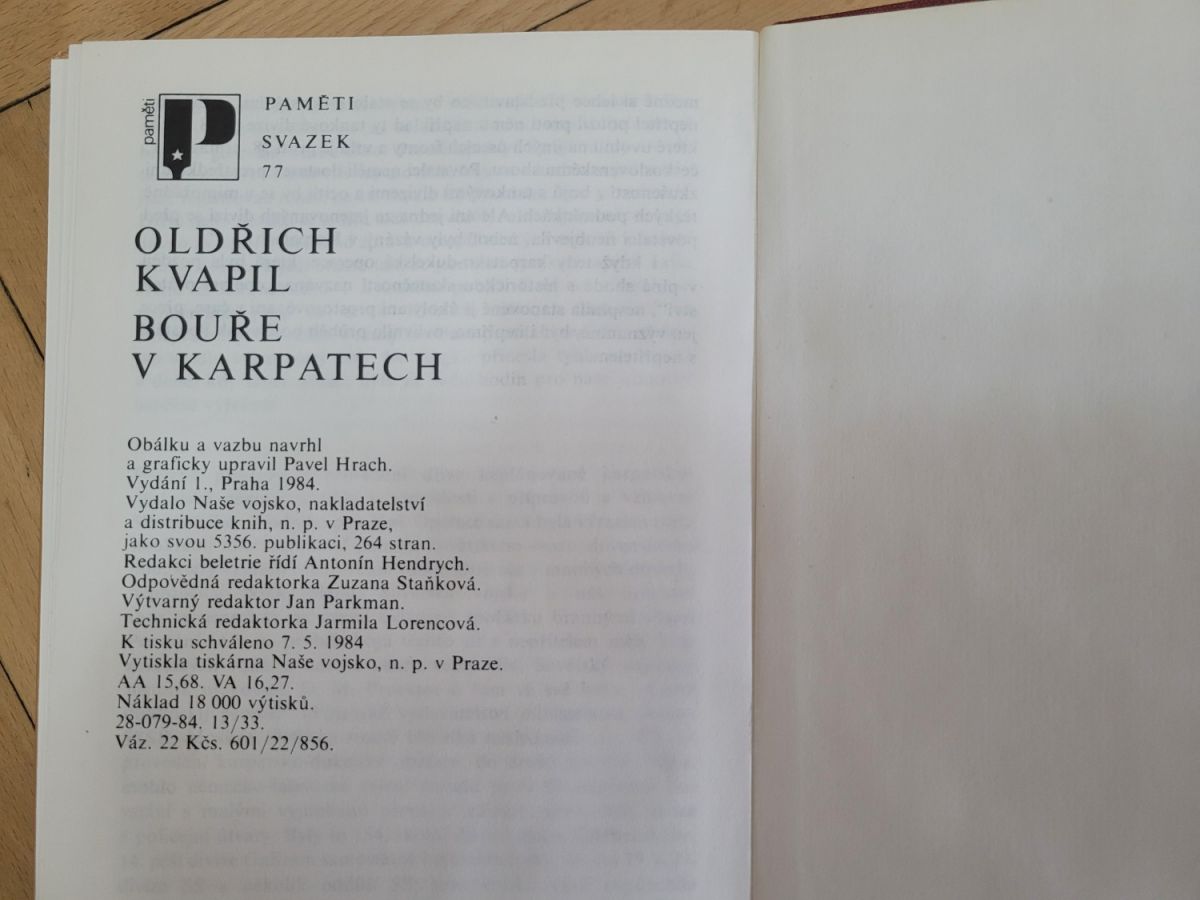 paměti
PAMĚTI
SVAZEK
77
OLDŘICH
KVAPIL
BOUŘE
V KARPATECH
Obálku a vazbu navrhl
a graficky upravil Pavel Hrach.
Vydání 1., Praha 1984.
Vydalo Naše vojsko, nakladatelství
a distribuce knih, n. p. v Praze,
jako svou 5356. publikaci, 264 stran.
Redakci beletrie řídí Antonín Hendrych.
Odpovědná redaktorka Zuzana Staňková.
Výtvarný redaktor Jan Parkman.
Technická redaktorka Jarmila Lorencová.
K tisku schváleno 7. 5. 1984
Vytiskla tiskárna Naše vojsko, n. p. v Praze.
AA 15,68. VA 16,27.
Náklad 18 000 výtisků.
28-079-84. 13/33.
Váz. 22 Kčs. 601/22/856.